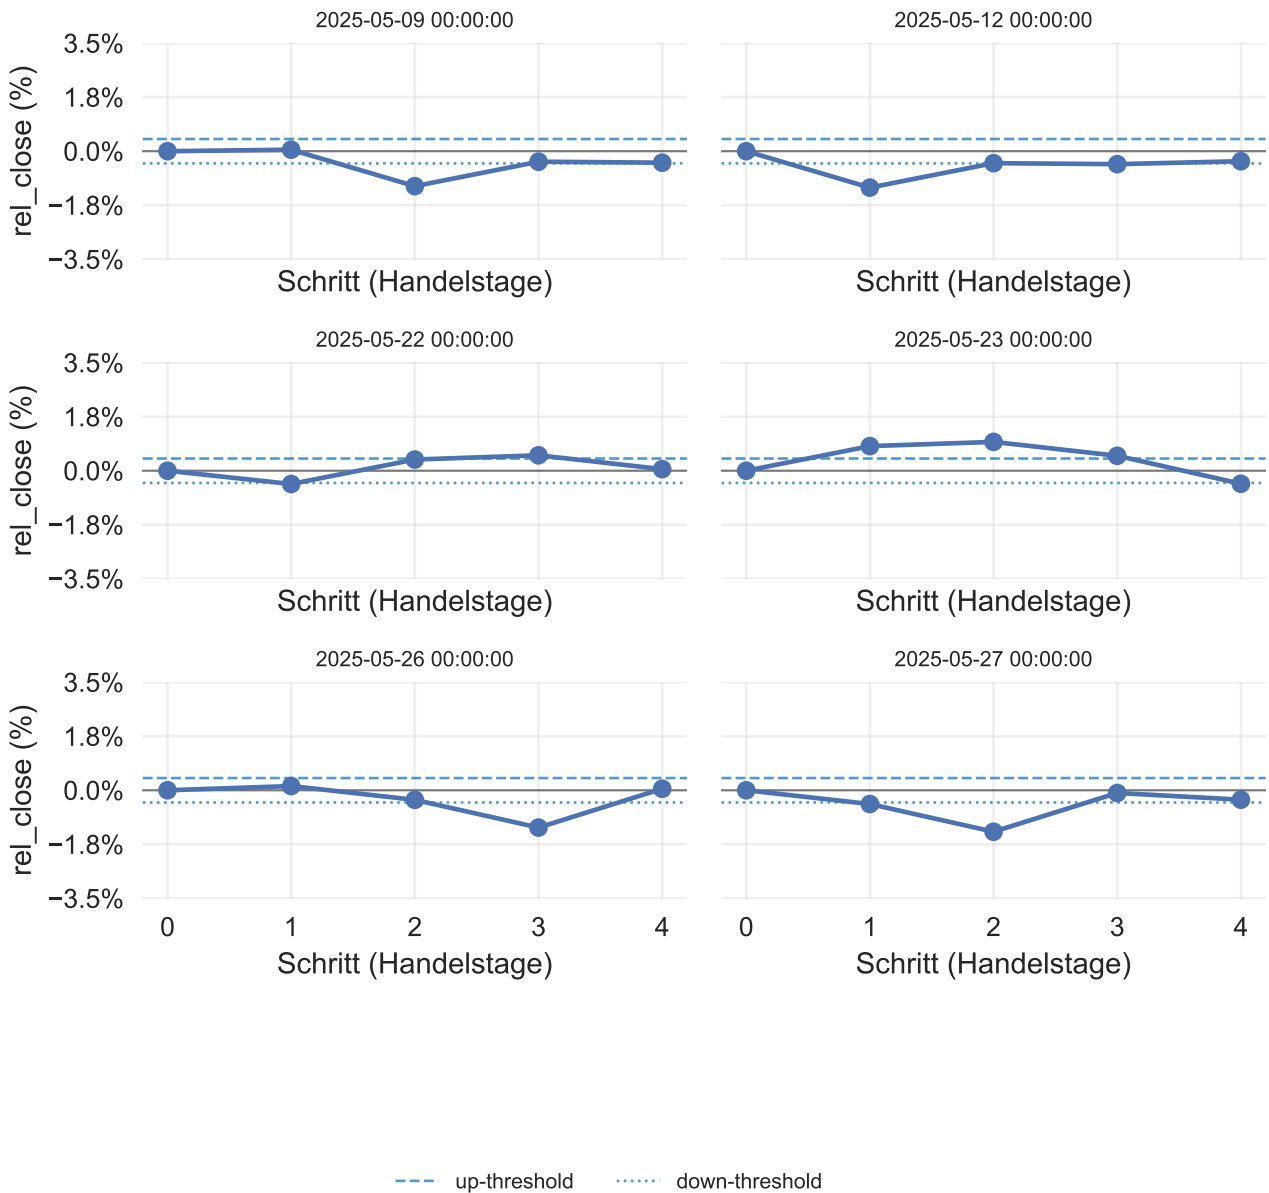 2025-05-09 00:00:00
2025-05-12 00:00:00
3.5%
1.8%
0.0%
−1.8%
−3.5%
rel_close (%)
Schritt (Handelstage)
Schritt (Handelstage)
2025-05-22 00:00:00
2025-05-23 00:00:00
3.5%
1.8%
0.0%
−1.8%
−3.5%
rel_close (%)
Schritt (Handelstage)
Schritt (Handelstage)
2025-05-26 00:00:00
2025-05-27 00:00:00
3.5%
1.8%
0.0%
−1.8%
−3.5%
rel_close (%)
0 1 2 3 4
0 1 2 3 4
Schritt (Handelstage)
Schritt (Handelstage)
up-threshold
down-threshold